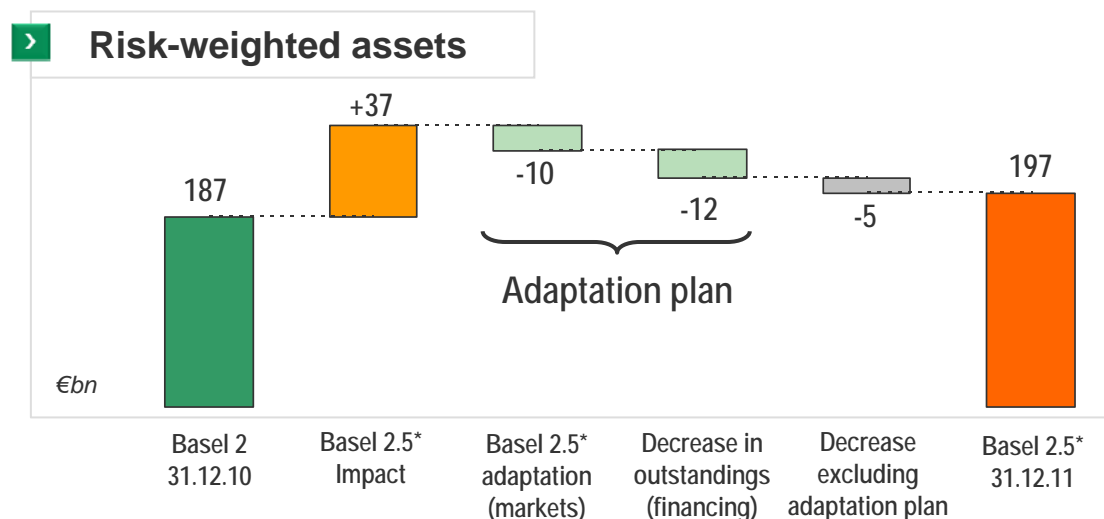 Risk-weighted assets
187
+37
-10
-12
-5
197
Adaptation plan
€bn
Basel 2
31.12.10
Basel 2.5*
Impact
Basel 2.5*
adaptation
(markets)
Decrease in
outstandings
(financing)
Decrease
excluding
adaptation plan
Basel 2.5*
31.12.11